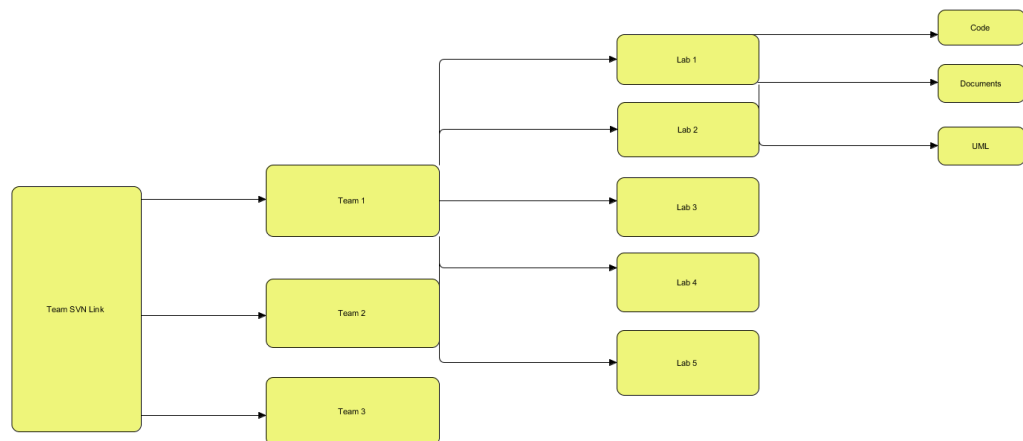 Team SVN Link
Team 1
Team 2
Team 3
Lab 1
Lab 2
Lab 3
Lab 4
Lab 5
Code
Documents
UML